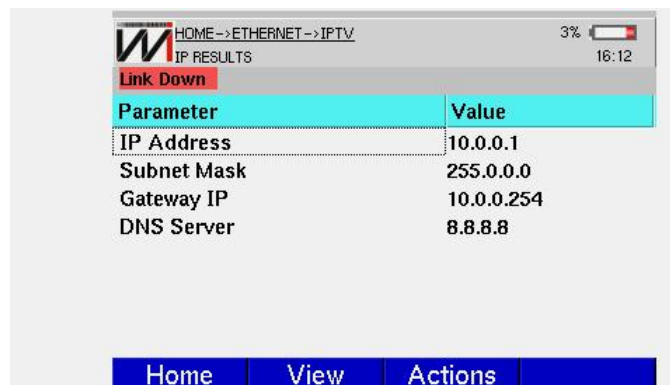 HOME->ETHERNET->IPTV
3%
IP RESULTS
16:12
Link Down
Parameter Value
IP Address 10.0.0.1
Subnet Mask 255.0.0.0
Gateway IP 10.0.0.254
DNS Server 8.8.8.8
Home View Actions